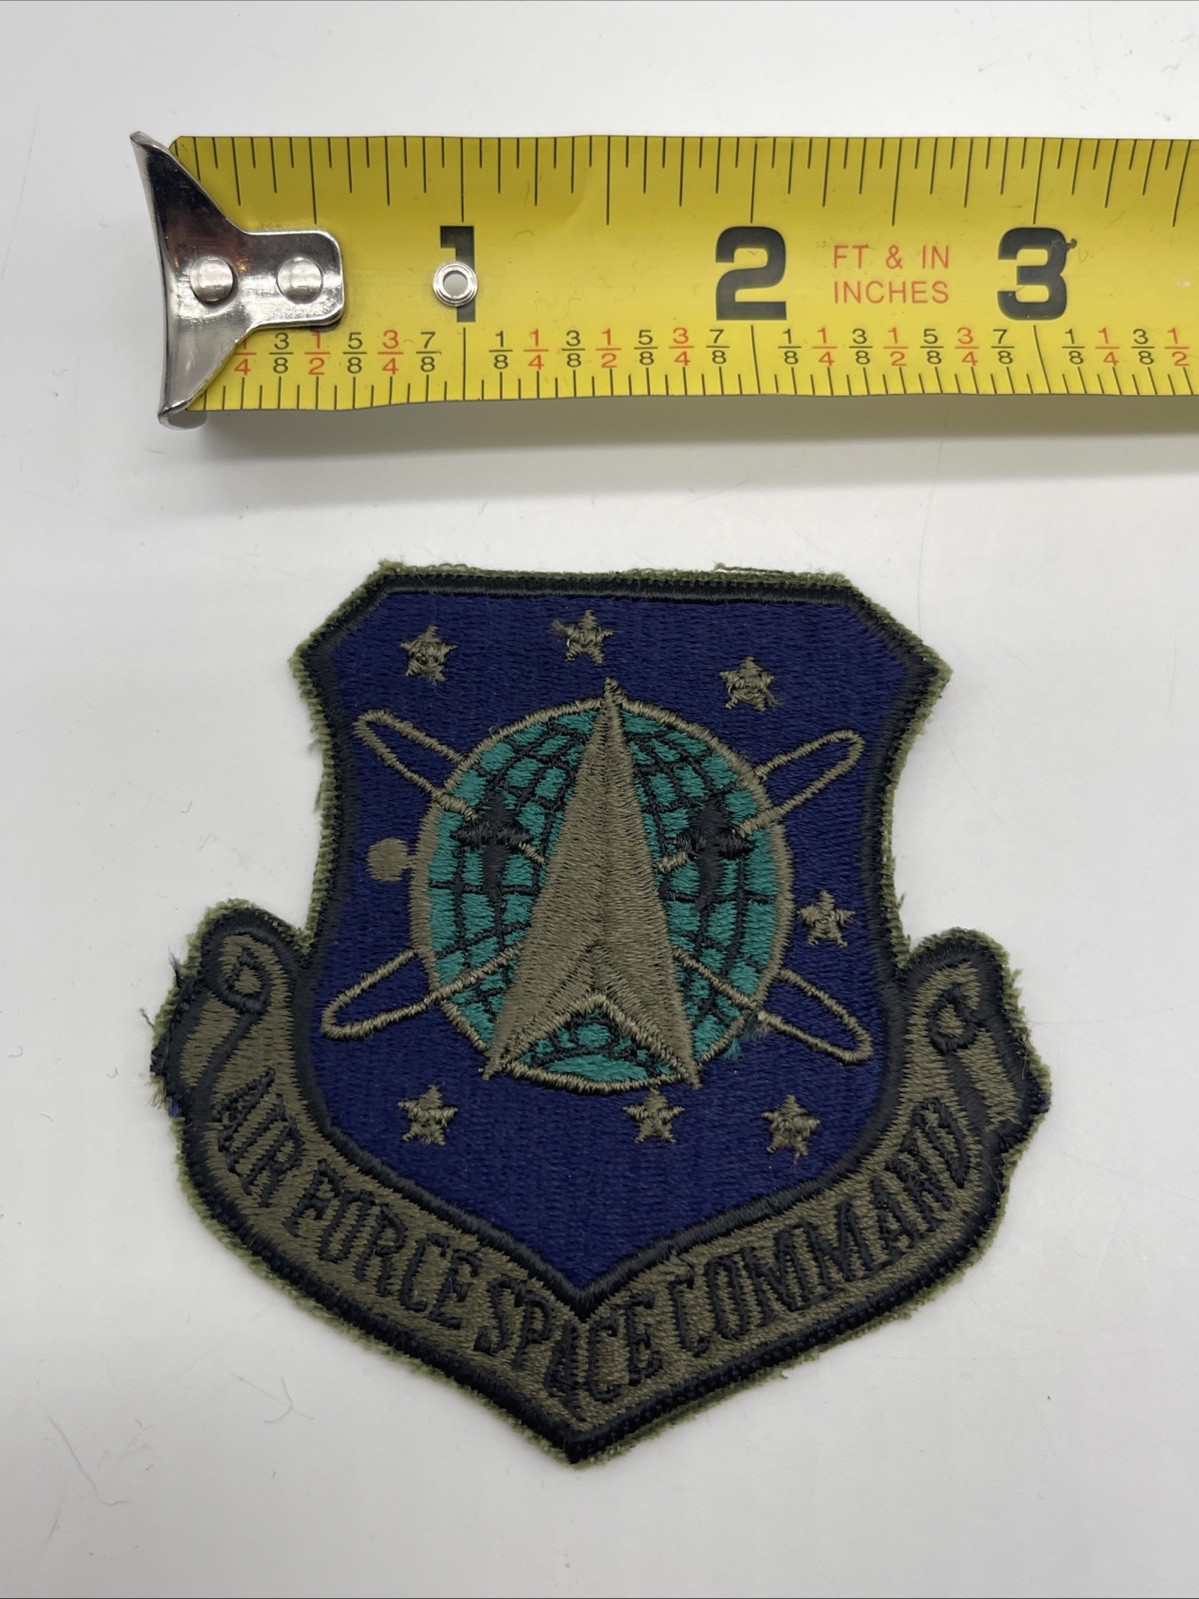 1 2 FT & IN 3
INCHES
1/4 3/8 1/2 5/8 3/4 7/8 1/8 1/4 3/8 1/2 5/8 3/4 7/8 1/8 1/4 3/8 1/2 5/8 3/4 7/8 1/8 1/4 3/8 1/2
AIR FORCE SPACE COMMAND